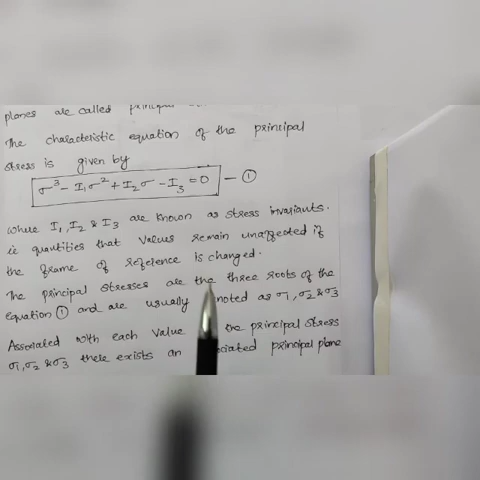 planes are called
The characteristic equation of the principal
stress is given by
σ³ - I₁σ² + I₂σ - I₃ = 0 — ①
where I₁, I₂ & I₃ are known as stress invariants.
ie quantities that values remain unaffected if
the frame of reference is changed.
The principal stresses are the three roots of the
equation ① and are usually noted as σ₁, σ₂ & σ₃
Associated with each value the principal stress
σ₁, σ₂ & σ₃ there exists an ociated principal plane